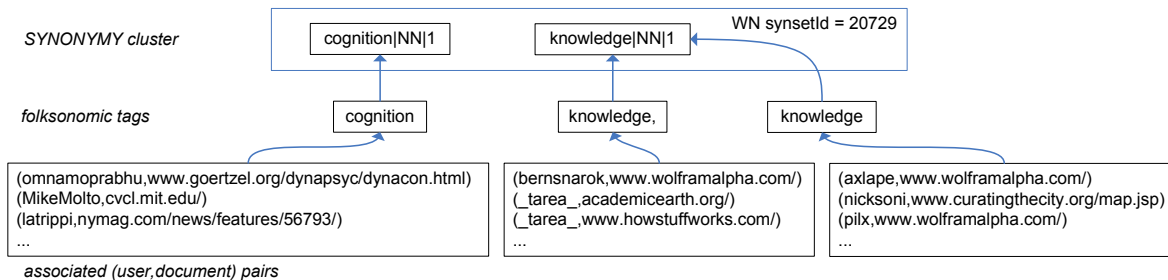 WN synsetId = 20729
SYNONYMY cluster
cognition|NN|1
knowledge|NN|1
folksonomic tags
cognition
knowledge,
knowledge
(omnamoprabhu,www.goertzel.org/dynapsyc/dynacon.html)
(MikeMolto,cvcl.mit.edu/)
(latrippi,nymag.com/news/features/56793/)
...
(bernsnarok,www.wolframalpha.com/)
(_tarea_,academicearth.org/)
(_tarea_,www.howstuffworks.com/)
...
(axlape,www.wolframalpha.com/)
(nicksoni,www.curatingthecity.org/map.jsp)
(pilx,www.wolframalpha.com/)
...
associated (user,document) pairs